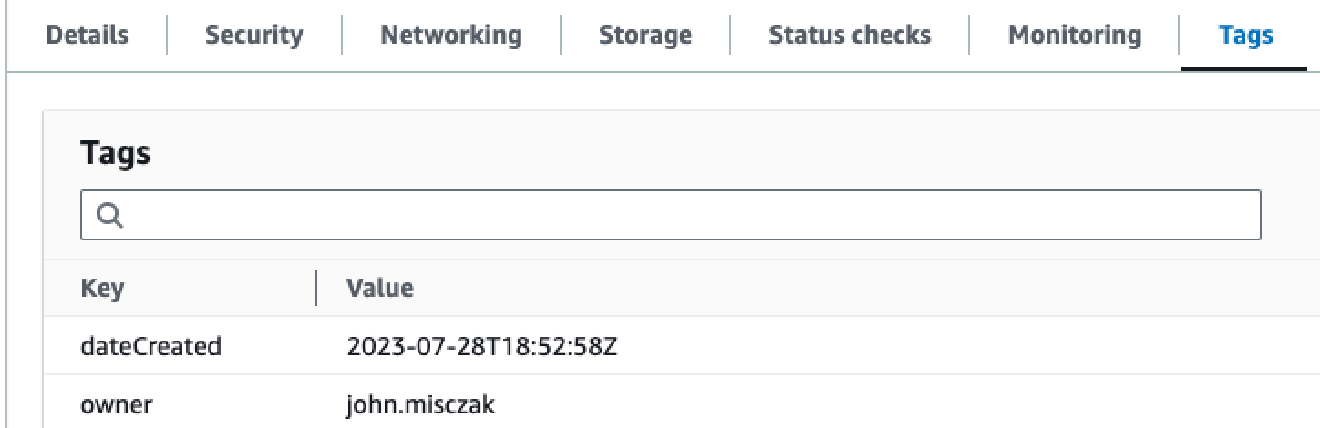 Details Security Networking Storage Status checks Monitoring Tags
Tags
Key Value
dateCreated 2023-07-28T18:52:58Z
owner john.misczak